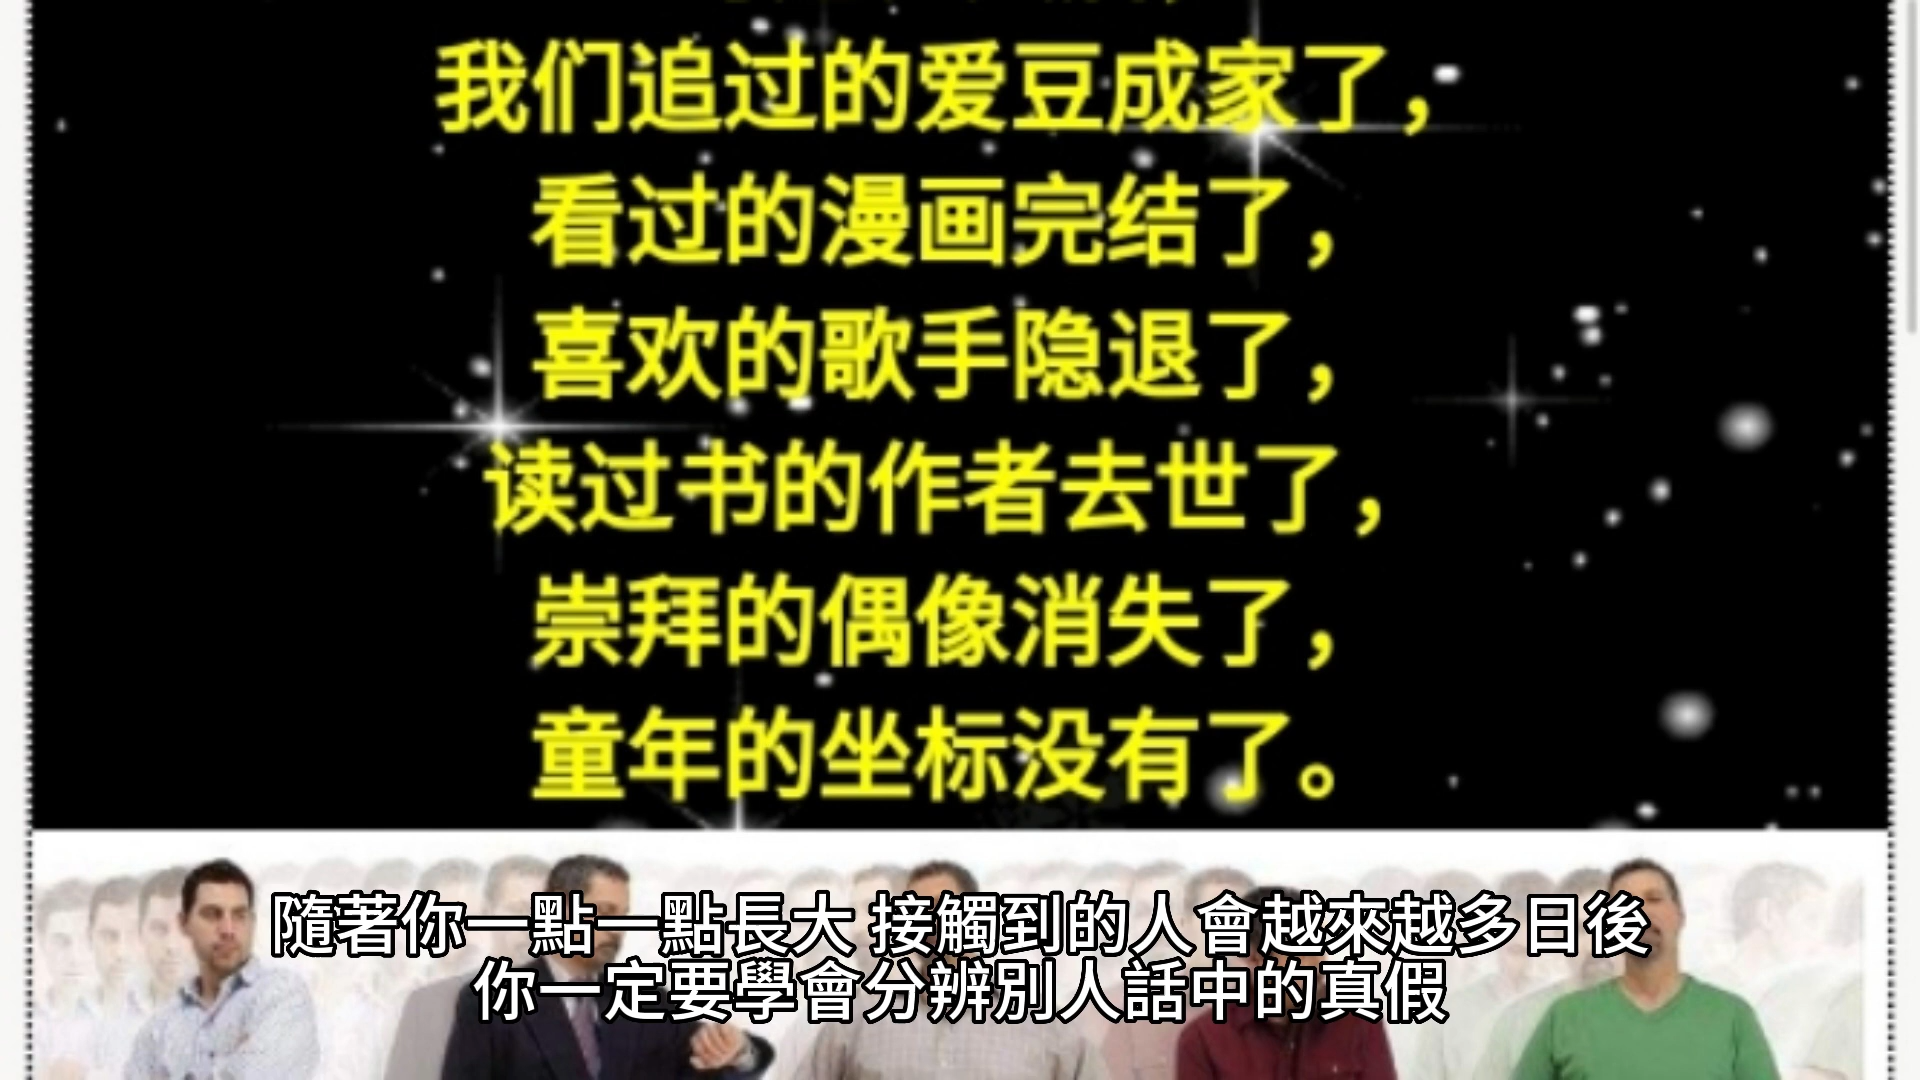 我们追过的爱豆成家了，
看过的漫画完结了，
喜欢的歌手隐退了，
读过书的作者去世了，
崇拜的偶像消失了，
童年的坐标没有了。
隨著你一點一點長大 接觸到的人會越來越多日後
你一定要學會分辨別人話中的真假